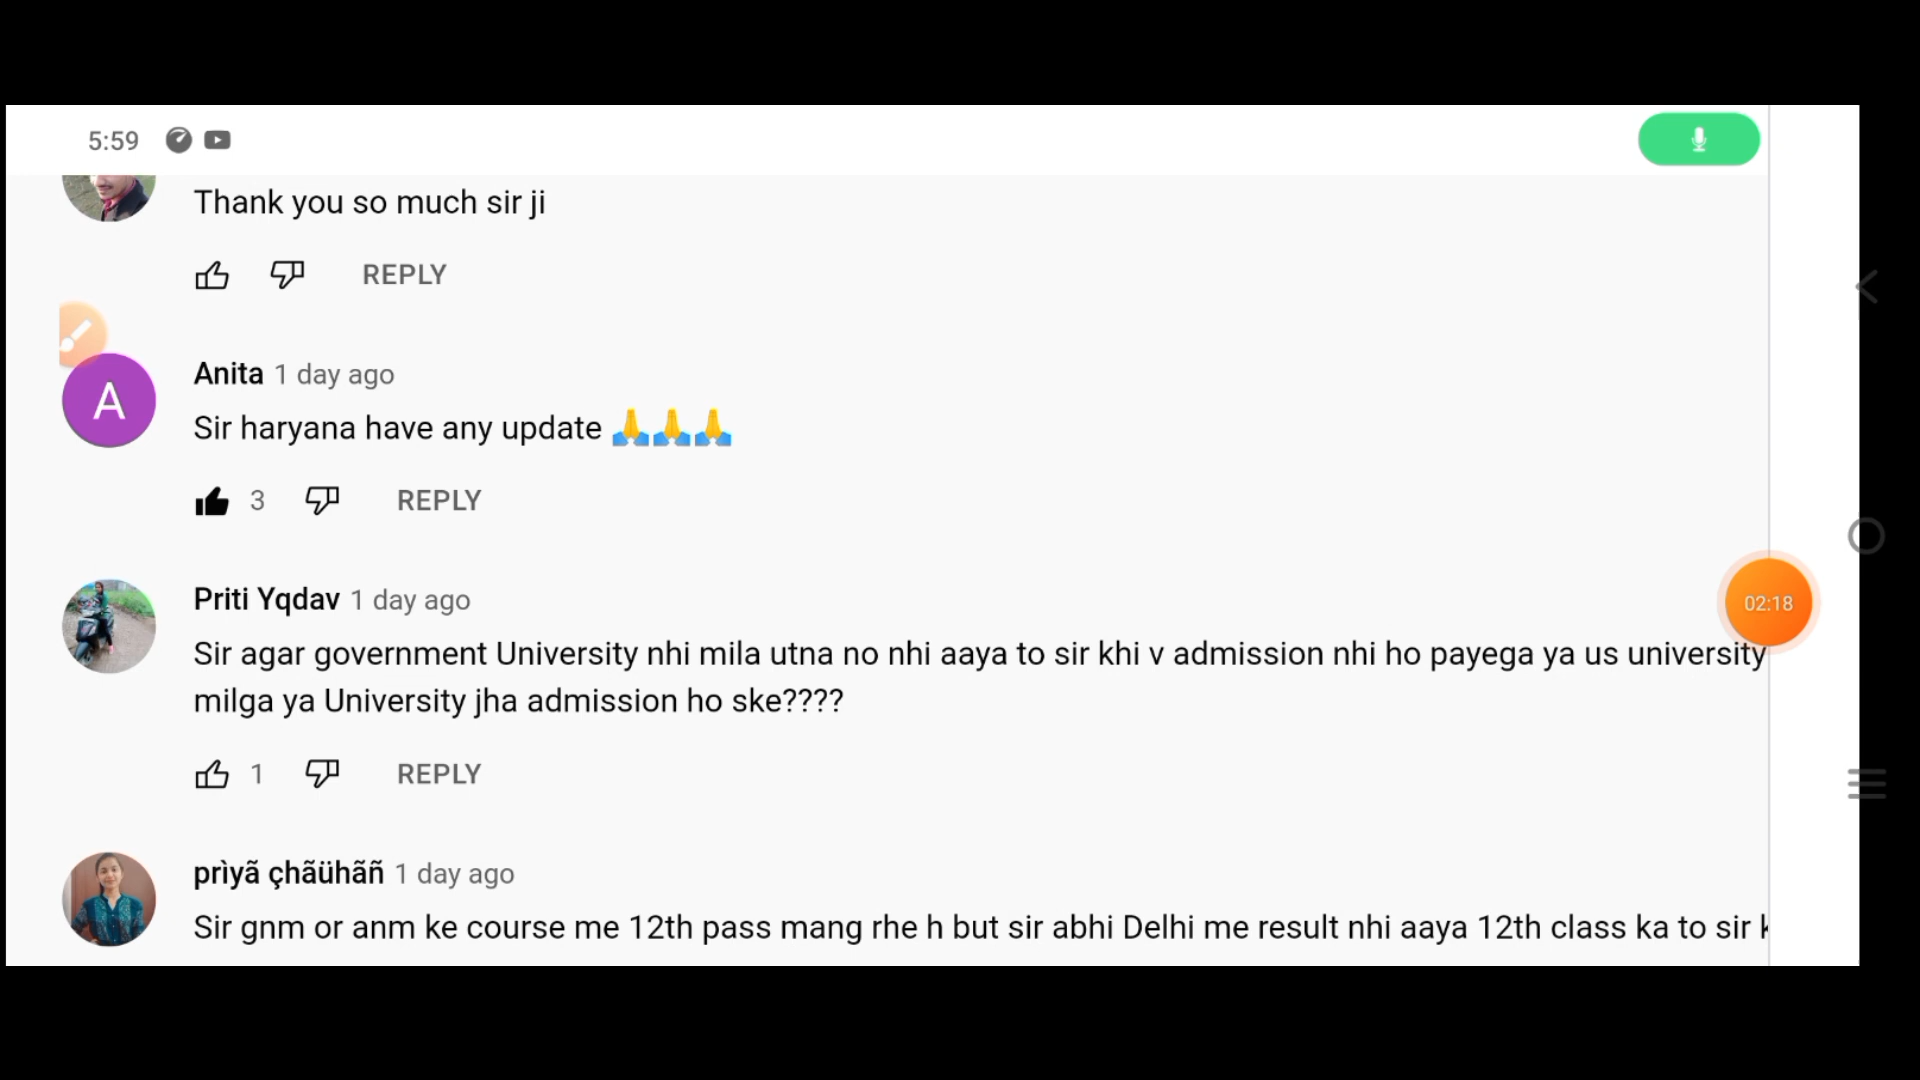 5:59
Thank you so much sir ji
REPLY
A
Anita 1 day ago
Sir haryana have any update 🙏🙏🙏
3 REPLY
Priti Yqdav 1 day ago
02:18
Sir agar government University nhi mila utna no nhi aaya to sir khi v admission nhi ho payega ya us university
milga ya University jha admission ho ske????
1 REPLY
prìyã çhãühãñ 1 day ago
Sir gnm or anm ke course me 12th pass mang rhe h but sir abhi Delhi me result nhi aaya 12th class ka to sir